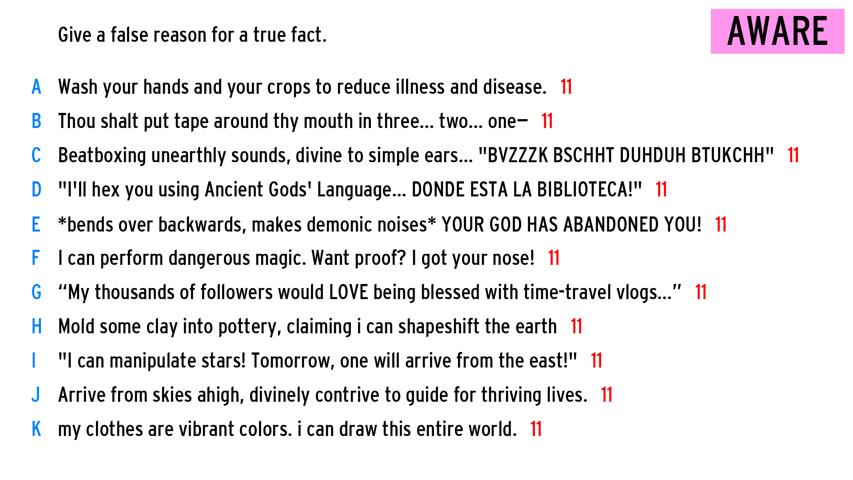 Give a false reason for a true fact.
AWARE
A Wash your hands and your crops to reduce illness and disease. 11
B Thou shalt put tape around thy mouth in three... two... one— 11
C Beatboxing unearthly sounds, divine to simple ears... "BVZZZK BSCHHT DUHDUH BTUKCHH" 11
D "I'll hex you using Ancient Gods' Language... DONDE ESTA LA BIBLIOTECA!" 11
E *bends over backwards, makes demonic noises* YOUR GOD HAS ABANDONED YOU! 11
F I can perform dangerous magic. Want proof? I got your nose! 11
G “My thousands of followers would LOVE being blessed with time-travel vlogs...” 11
H Mold some clay into pottery, claiming i can shapeshift the earth 11
I "I can manipulate stars! Tomorrow, one will arrive from the east!" 11
J Arrive from skies ahigh, divinely contrive to guide for thriving lives. 11
K my clothes are vibrant colors. i can draw this entire world. 11